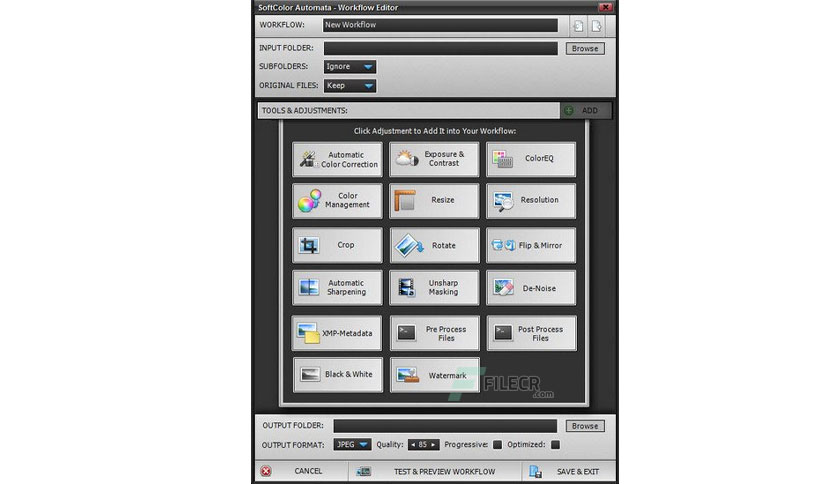 SoftColor Automata - Workflow Editor
WORKFLOW: New Workflow
INPUT FOLDER: Browse
SUBFOLDERS: Ignore
ORIGINAL FILES: Keep
TOOLS & ADJUSTMENTS: ADD
Click Adjustment to Add It into Your Workflow:
Automatic
Color Correction
Exposure &
Contrast
ColorEQ
Color
Management
Resize
Resolution
Crop
Rotate
Flip & Mirror
Automatic
Sharpening
Unsharp
Masking
De-Noise
XMP-Metadata
Pre Process
Files
Post Process
Files
Black & White
Watermark
FILECR
.com
OUTPUT FOLDER: Browse
OUTPUT FORMAT: JPEG Quality: 85 Progressive: Optimized:
CANCEL TEST & PREVIEW WORKFLOW SAVE & EXIT